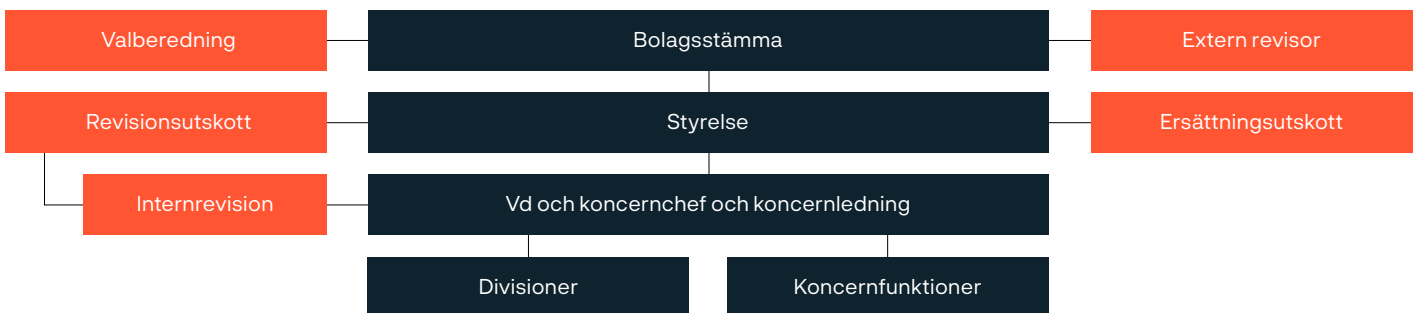 Valberedning
Bolagsstämma
Extern revisor
Revisionsutskott
Styrelse
Ersättningsutskott
Internrevision
Vd och koncernchef och koncernledning
Divisioner
Koncernfunktioner